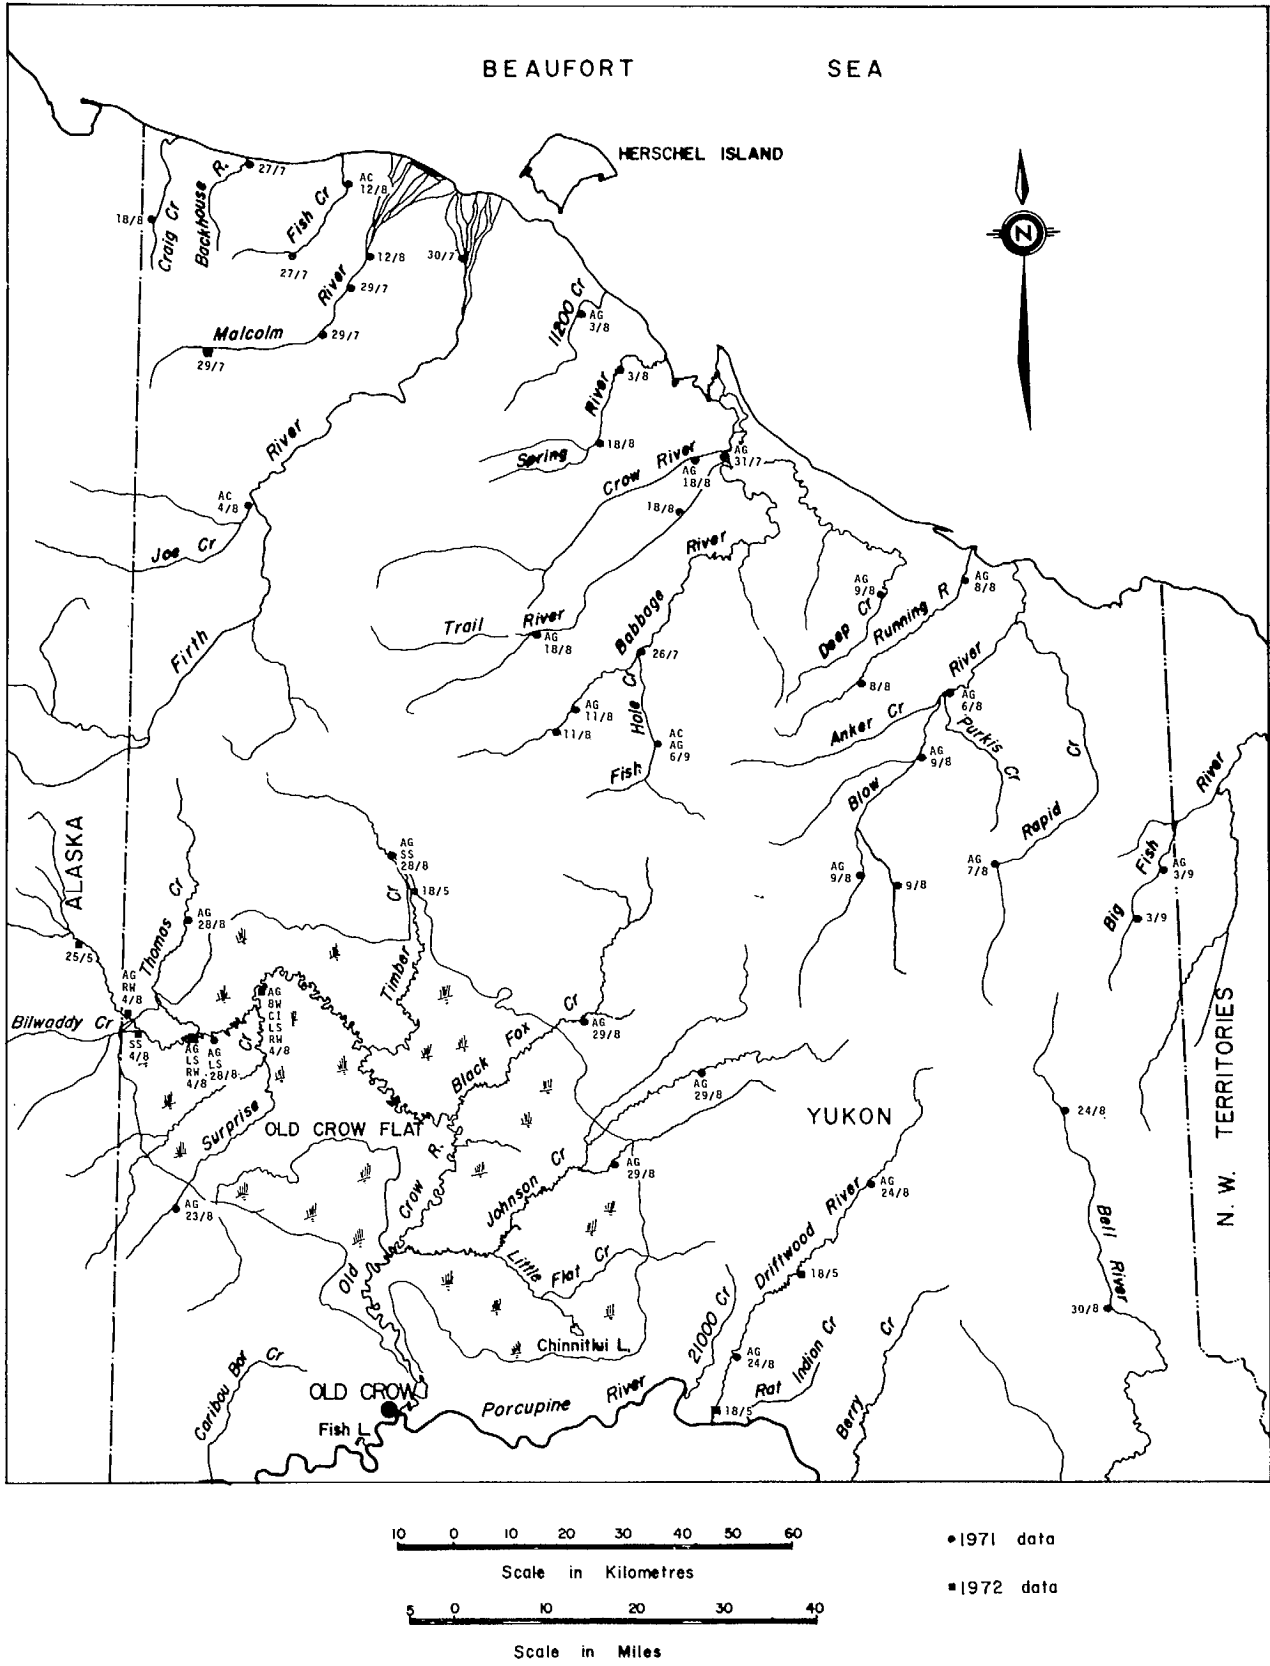 BEAUFORT SEA
HERSCHEL ISLAND
N
Craig Cr
18/8
Backhouse R.
27/7
Fish Cr
AC
12/8
27/7
12/8
30/7
29/7
River
29/7
Malcolm
29/7
11200 Cr
AG
3/8
River
3/8
Spring
18/8
Crow River
AG
18/8
AG
31/7
18/8
River
AC
4/8
Joe Cr
Firth
River
Trail River
AG
18/8
Babbage
26/7
AG
11/8
11/8
Fish Hole Cr
AC
AG
6/9
AG
9/8
Deep Cr
Running R
AG
8/8
8/8
River
AG
6/8
Anker Cr
Purkis Cr
AG
9/8
Blow
Rapid Cr
AG
7/8
AG
9/8
9/8
River
Big Fish
AG
3/9
3/9
ALASKA
AG
SS
28/8
18/5
Timber Cr
Thomas Cr
AG
28/8
25/5
AG
RW
4/8
Bilwaddy Cr
SS
4/8
AG
LS
RW
4/8
AG
LS
28/8
Cr
AG
BW
CI
LS
RW
4/8
Surprise
Black Fox Cr
AG
29/8
AG
29/8
OLD CROW FLAT
YUKON
N. W. TERRITORIES
24/8
AG
23/8
Old Crow R.
Johnson Cr
AG
29/8
Little Flat Cr
Driftwood River
AG
24/8
18/5
Bell River
30/8
Chinnitlui L.
21000 Cr
AG
24/8
Rat Indian Cr
18/5
Berry Cr
Caribou Bar Cr
OLD CROW
Fish L.
Porcupine River
10 0 10 20 30 40 50 60
Scale in Kilometres
5 0 10 20 30 40
Scale in Miles
1971 data
1972 data